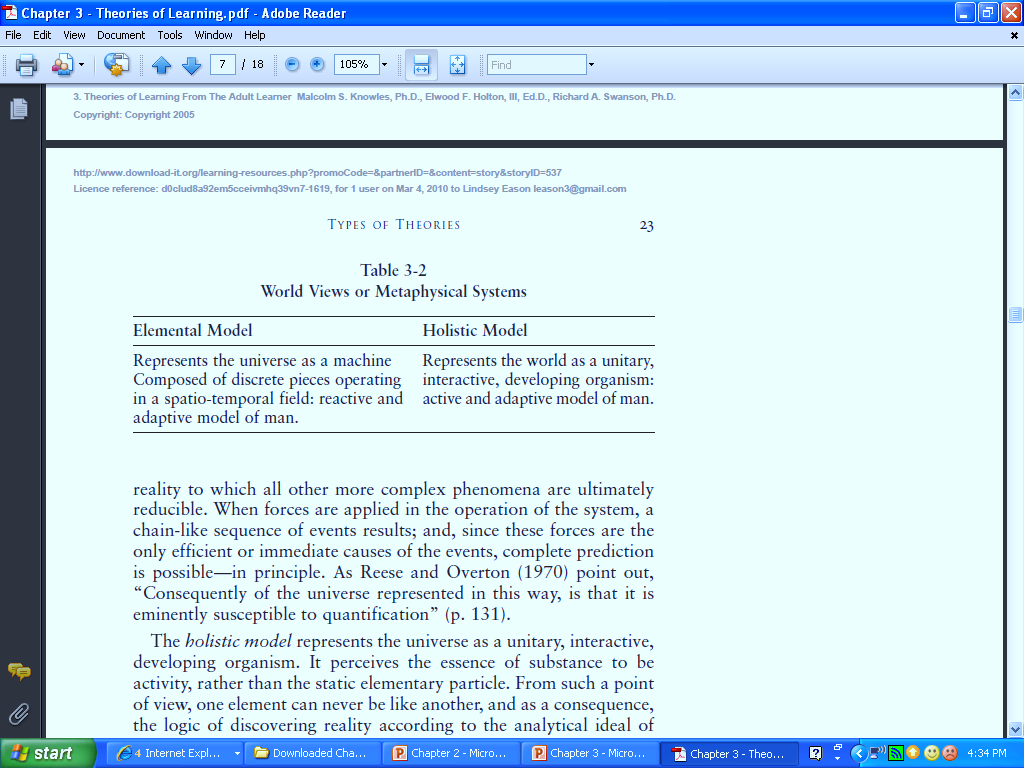 Chapter 3 - Theories of Learning.pdf - Adobe Reader
File Edit View Document Tools Window Help
7 / 18 105% Find
3. Theories of Learning From The Adult Learner Malcolm S. Knowles, Ph.D., Elwood F. Holton, III, Ed.D., Richard A. Swanson, Ph.D.
Copyright: Copyright 2005
http://www.download-it.org/learning-resources.php?promoCode=&partnerID=&content=story&storyID=537
Licence reference: d0clud8a92em5cceivmhq39vn7-1619, for 1 user on Mar 4, 2010 to Lindsey Eason leason3@gmail.com
Types of Theories 23
Table 3-2
World Views or Metaphysical Systems
Elemental Model Holistic Model
Represents the universe as a machine Represents the world as a unitary,
Composed of discrete pieces operating interactive, developing organism:
in a spatio-temporal field: reactive and active and adaptive model of man.
adaptive model of man.
reality to which all other more complex phenomena are ultimately
reducible. When forces are applied in the operation of the system, a
chain-like sequence of events results; and, since these forces are the
only efficient or immediate causes of the events, complete prediction
is possible—in principle. As Reese and Overton (1970) point out,
“Consequently of the universe represented in this way, is that it is
eminently susceptible to quantification” (p. 131).
The holistic model represents the universe as a unitary, interactive,
developing organism. It perceives the essence of substance to be
activity, rather than the static elementary particle. From such a point
of view, one element can never be like another, and as a consequence,
the logic of discovering reality according to the analytical ideal of
start 4 Internet Expl... Downloaded Cha... Chapter 2 - Micro... Chapter 3 - Micro... Chapter 3 - Theo... 4:34 PM